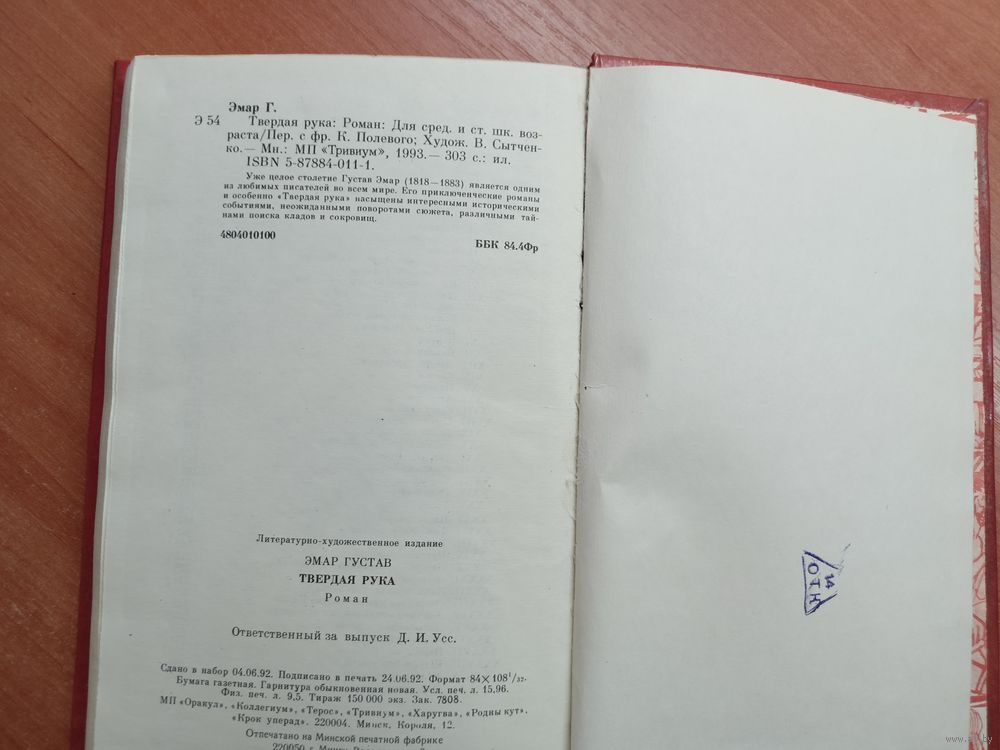 Эмар Г.
Э 54 Твердая рука: Роман: Для сред. и ст. шк. воз-
раста/Пер. с фр. К. Полевого; Худож. В. Сытчен-
ко.— Мн.: МП «Тривиум», 1993.— 303 с.: ил.
ISBN 5-87884-011-1.
Уже целое столетие Густав Эмар (1818—1883) является одним
из любимых писателей во всем мире. Его приключенческие романы
и особенно «Твердая рука» насыщены интересными историческими
событиями, неожиданными поворотами сюжета, различными тай-
нами поиска кладов и сокровищ.
4804010100
ББК 84.4Фр
Литературно-художественное издание
ЭМАР ГУСТАВ
ТВЕРДАЯ РУКА
Роман
Ответственный за выпуск Д. И. Усс.
Сдано в набор 04.06.92. Подписано в печать 24.06.92. Формат 84×108¹/₃₂.
Бумага газетная. Гарнитура обыкновенная новая. Усл. печ. л. 15,96.
Физ. печ. л. 9,5. Тираж 150 000 экз. Зак. 7808.
МП «Оракул», «Коллегиум», «Терос», «Тривиум», «Харугва», «Родны кут»,
«Крок уперад». 220004. Минск, Короля, 12.
Отпечатано на Минской печатной фабрике
220050 г. Минск
14
ОТК